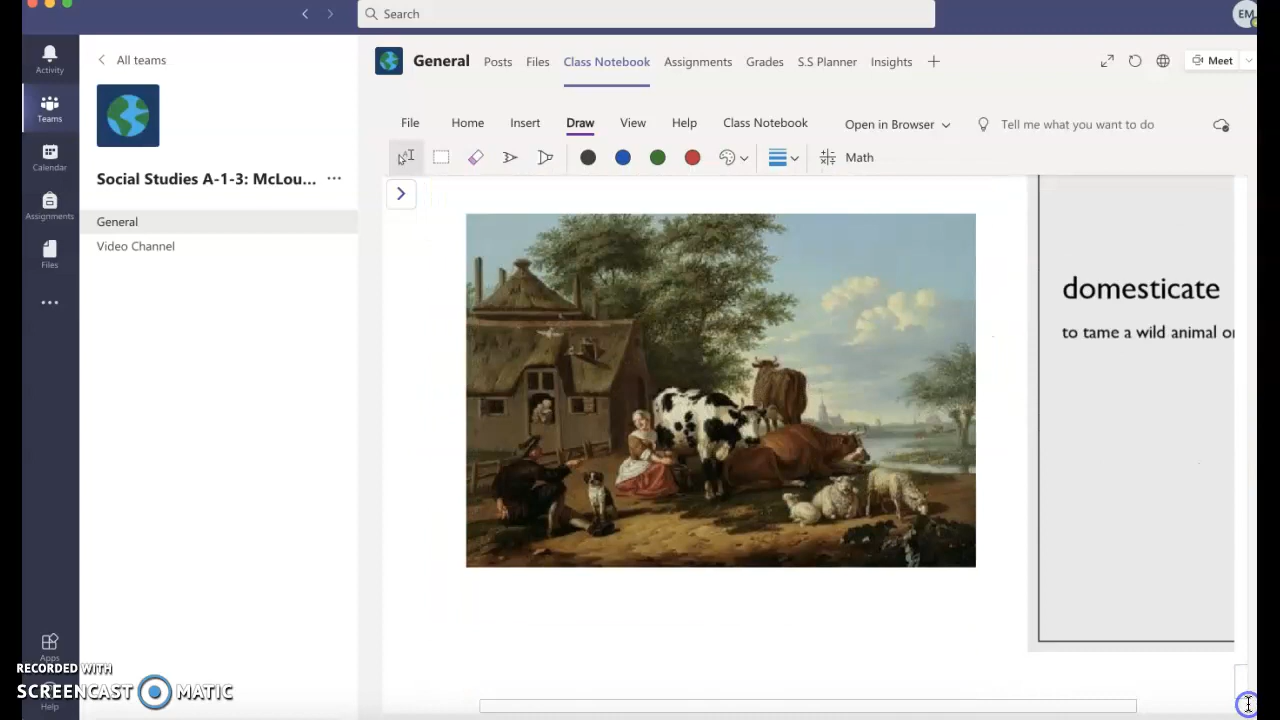 Search
EM
Activity
Teams
Calendar
Assignments
Files
Apps
Help
All teams
Social Studies A-1-3: McLou...
General
Video Channel
General
Posts
Files
Class Notebook
Assignments
Grades
S.S Planner
Insights
Meet
File
Home
Insert
Draw
View
Help
Class Notebook
Open in Browser
Tell me what you want to do
Math
domesticate
to tame a wild animal or
RECORDED WITH
SCREENCAST MATIC